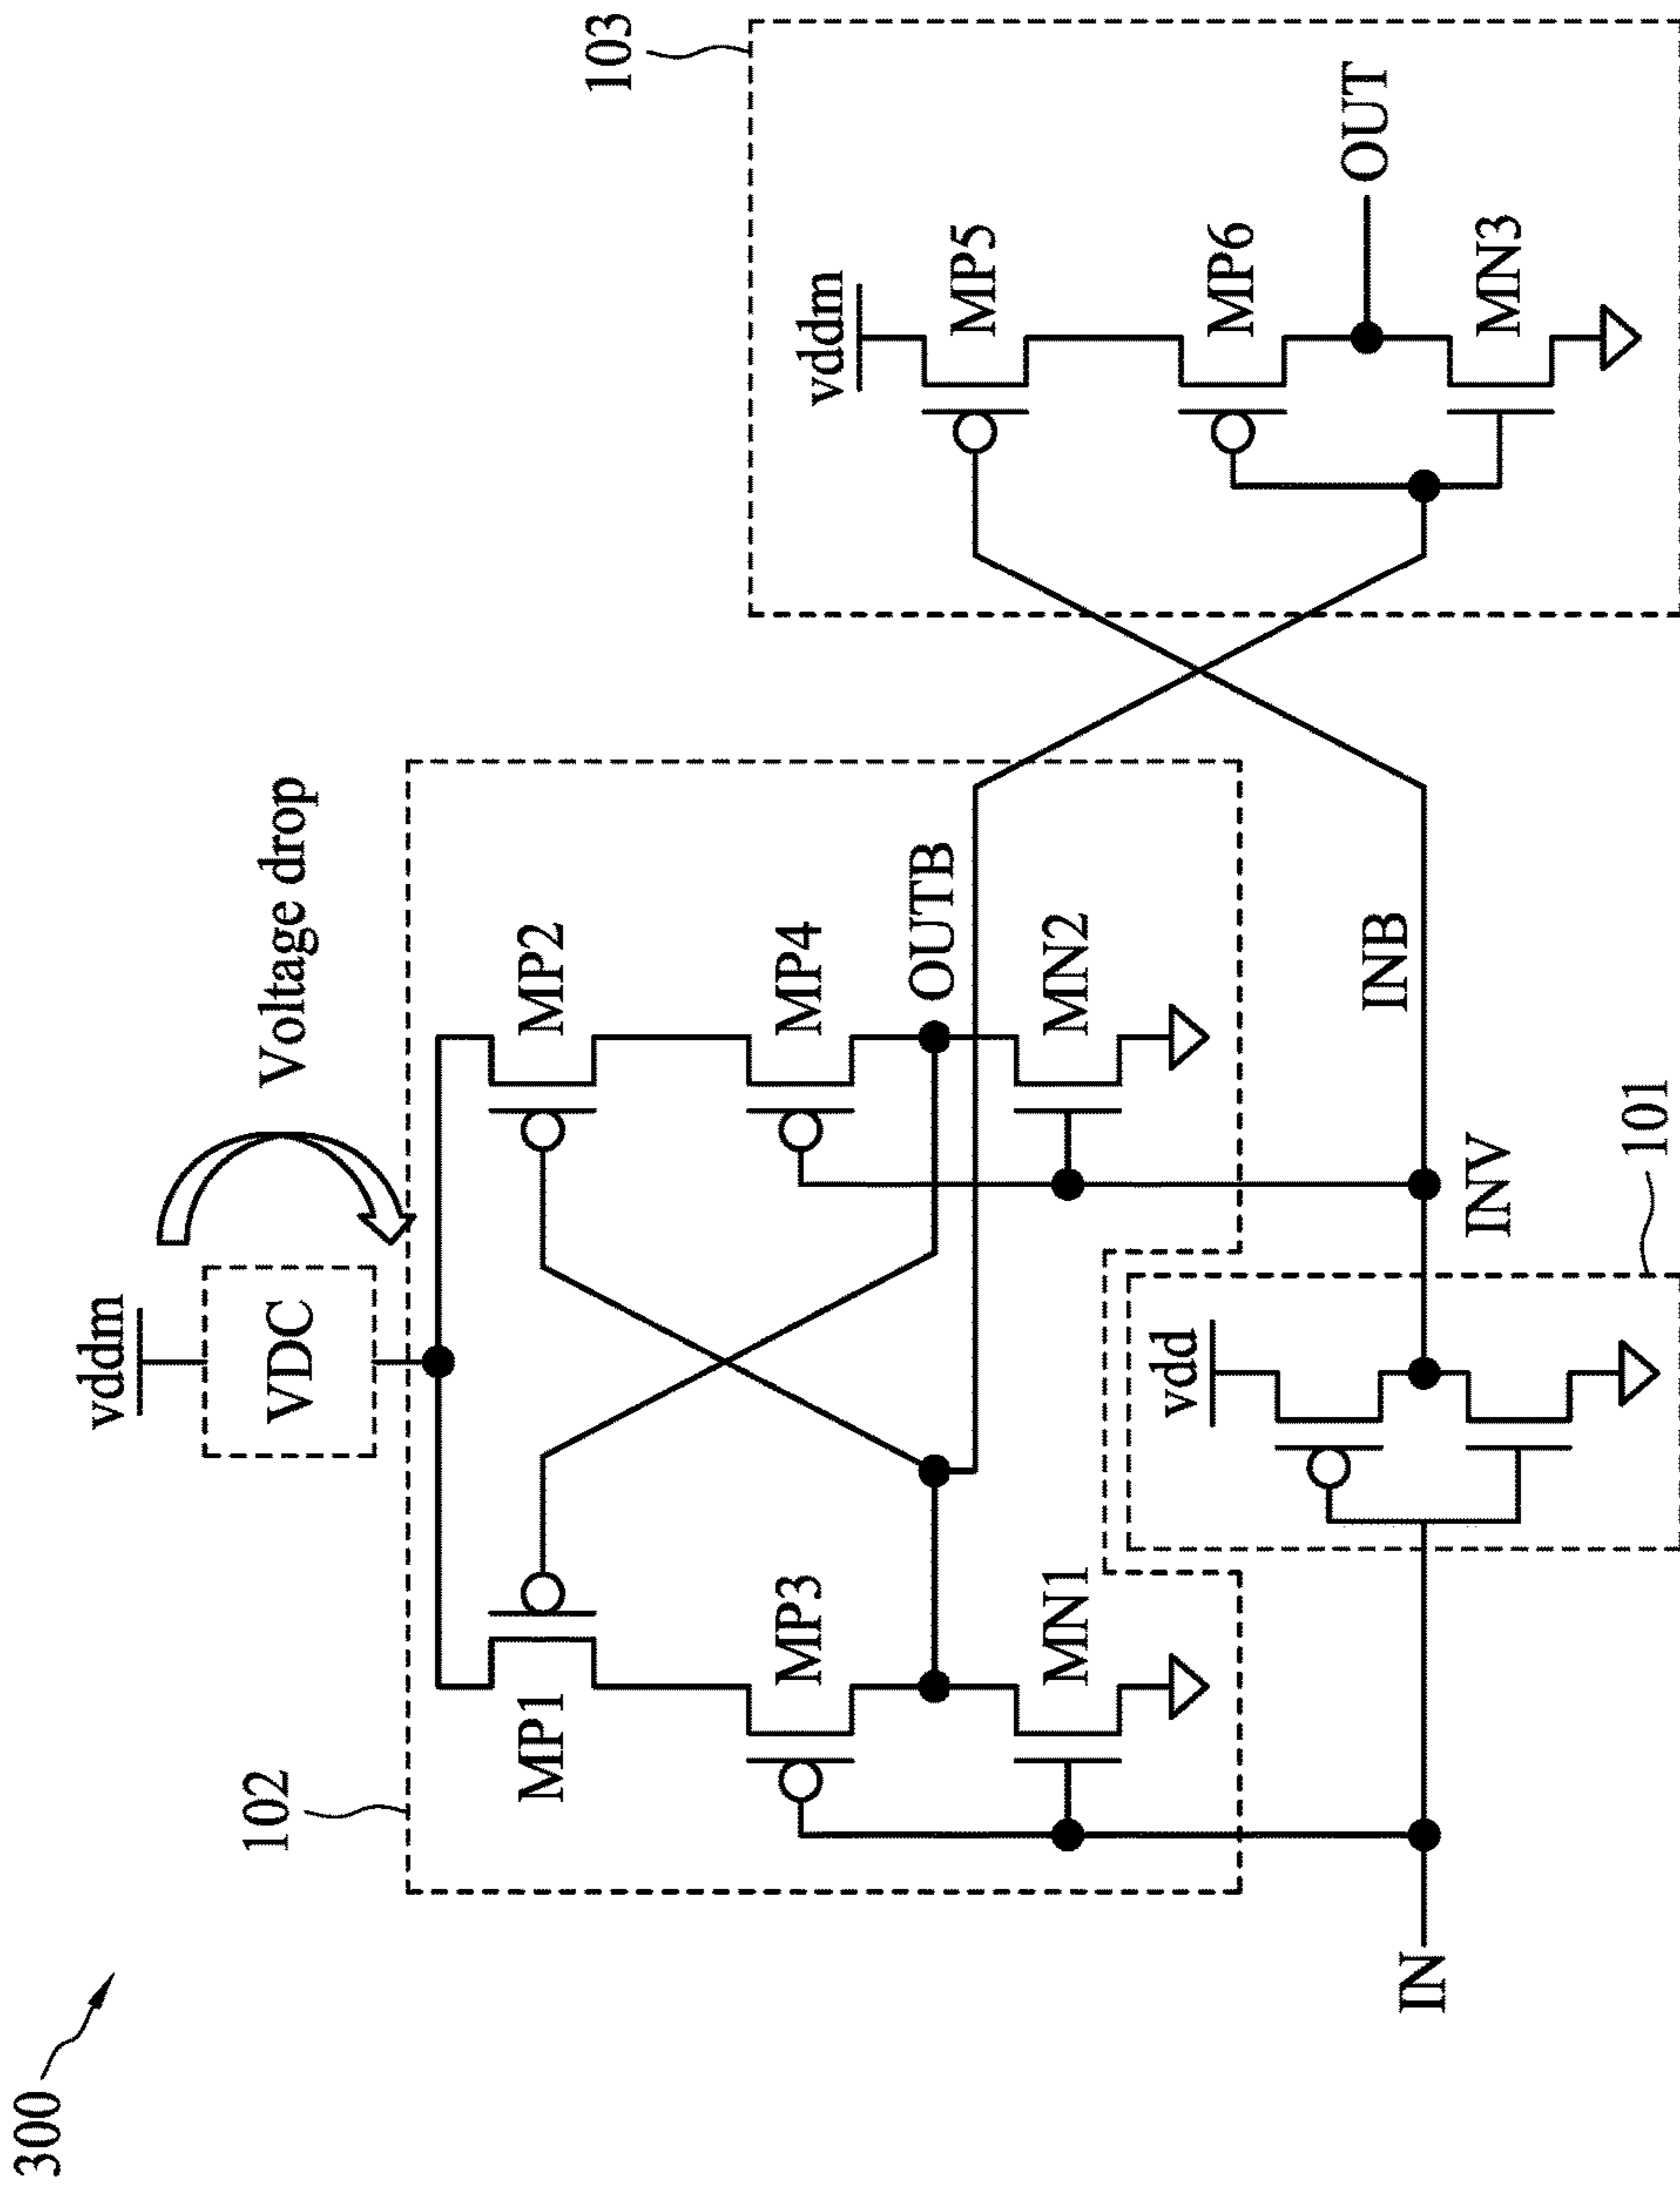 300
vddm
Voltage drop
VDC
102
MP1
MP2
MP3
MP4
OUTB
MN1
MN2
103
vddm
MP5
MP6
OUT
MN3
vdd
INB
IN
INV
101